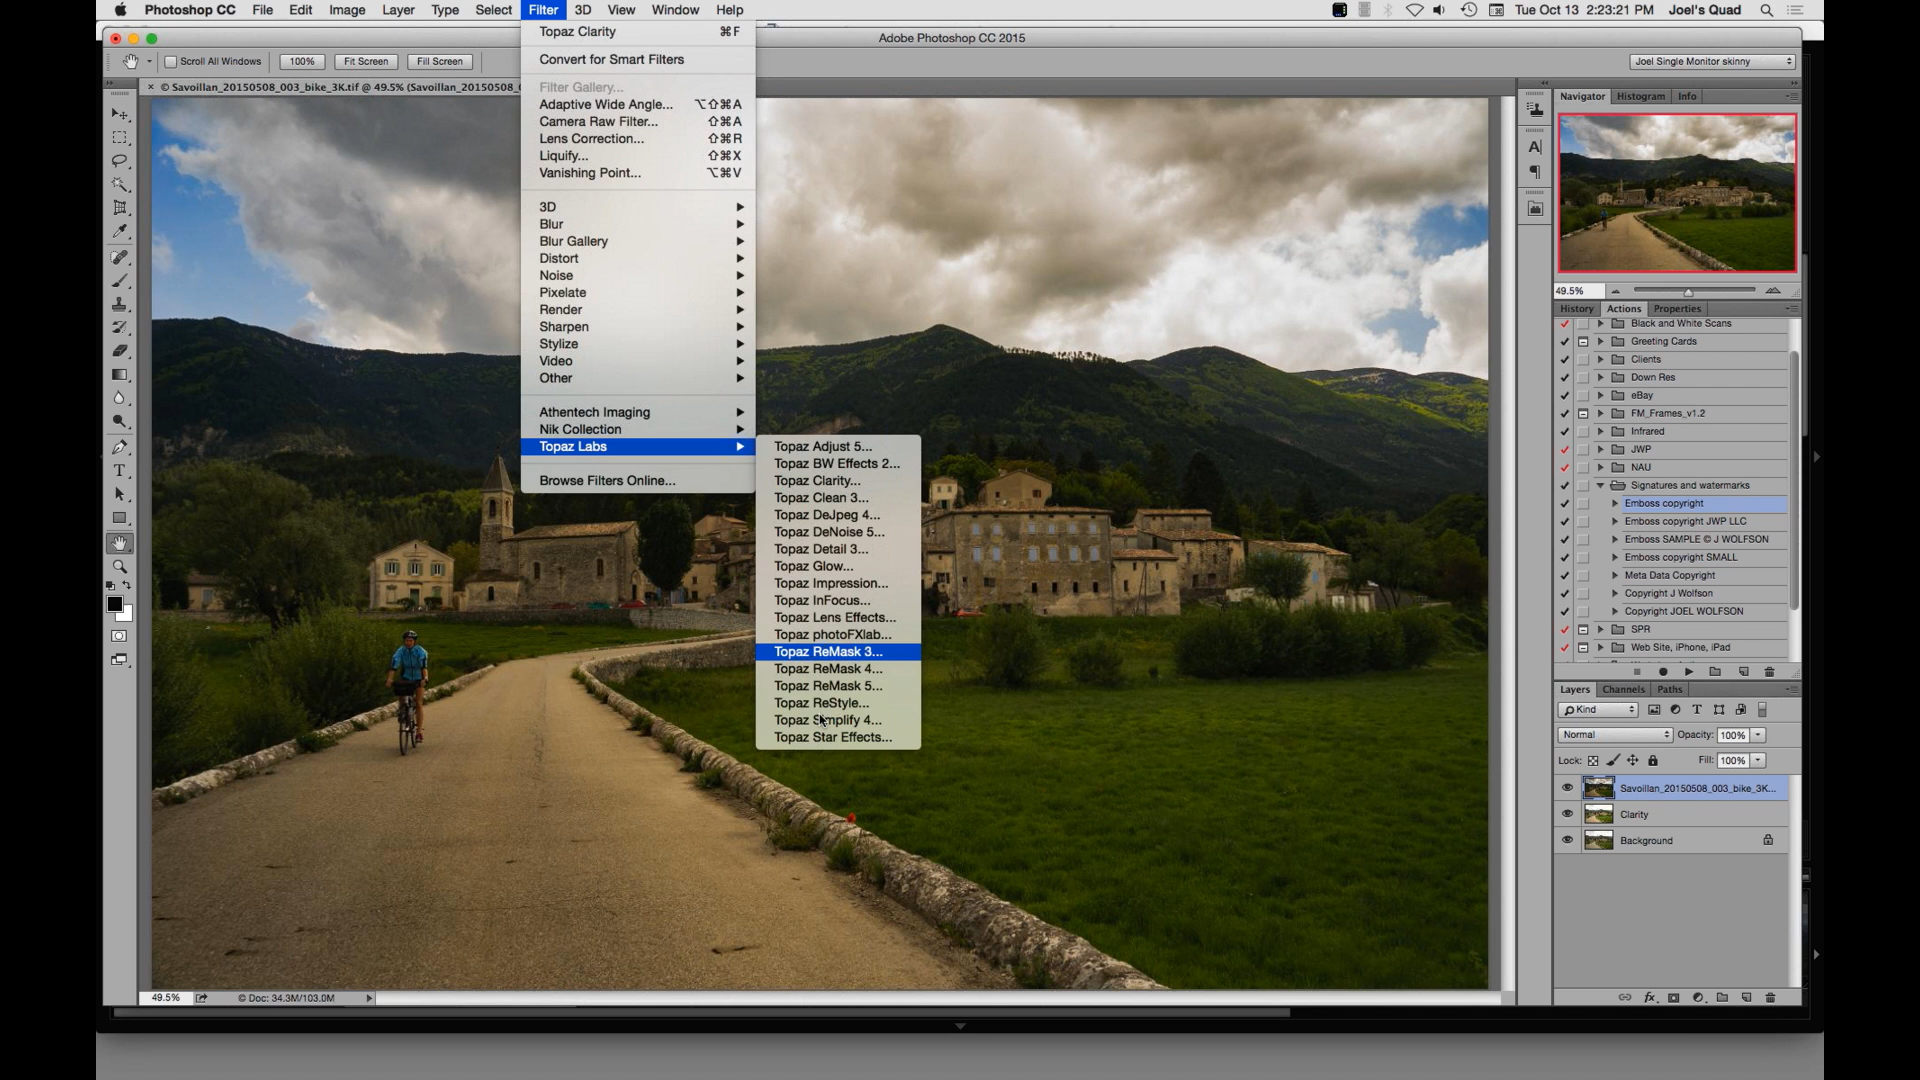 Photoshop CC File Edit Image Layer Type Select Filter 3D View Window Help Tue Oct 13 2:23:21 PM Joel's Quad
Adobe Photoshop CC 2015
Scroll All Windows 100% Fit Screen Fill Screen Joel Single Monitor skinny
× © Savoillan_20150508_003_bike_3K.tif @ 49.5% (Savoillan_20150508_
Topaz Clarity ⌘F
Convert for Smart Filters
Filter Gallery...
Adaptive Wide Angle... ⌥⇧⌘A
Camera Raw Filter... ⇧⌘A
Lens Correction... ⇧⌘R
Liquify... ⇧⌘X
Vanishing Point... ⌥⌘V
3D
Blur
Blur Gallery
Distort
Noise
Pixelate
Render
Sharpen
Stylize
Video
Other
Athentech Imaging
Nik Collection
Topaz Labs
Browse Filters Online...
Topaz Adjust 5...
Topaz BW Effects 2...
Topaz Clarity...
Topaz Clean 3...
Topaz DeJpeg 4...
Topaz DeNoise 5...
Topaz Detail 3...
Topaz Glow...
Topaz Impression...
Topaz InFocus...
Topaz Lens Effects...
Topaz photoFXlab...
Topaz ReMask 3...
Topaz ReMask 4...
Topaz ReMask 5...
Topaz ReStyle...
Topaz Simplify 4...
Topaz Star Effects...
Navigator Histogram Info
49.5%
History Actions Properties
Black and White Scans
Greeting Cards
Clients
Down Res
eBay
FM_Frames_v1.2
Infrared
JWP
NAU
Signatures and watermarks
Emboss copyright
Emboss copyright JWP LLC
Emboss SAMPLE © J WOLFSON
Emboss copyright SMALL
Meta Data Copyright
Copyright J Wolfson
Copyright JOEL WOLFSON
SPR
Web Site, iPhone, iPad
Layers Channels Paths
Kind
Normal Opacity: 100%
Lock: Fill: 100%
Savoillan_20150508_003_bike_3K...
Clarity
Background
49.5% © Doc: 34.3M/103.0M